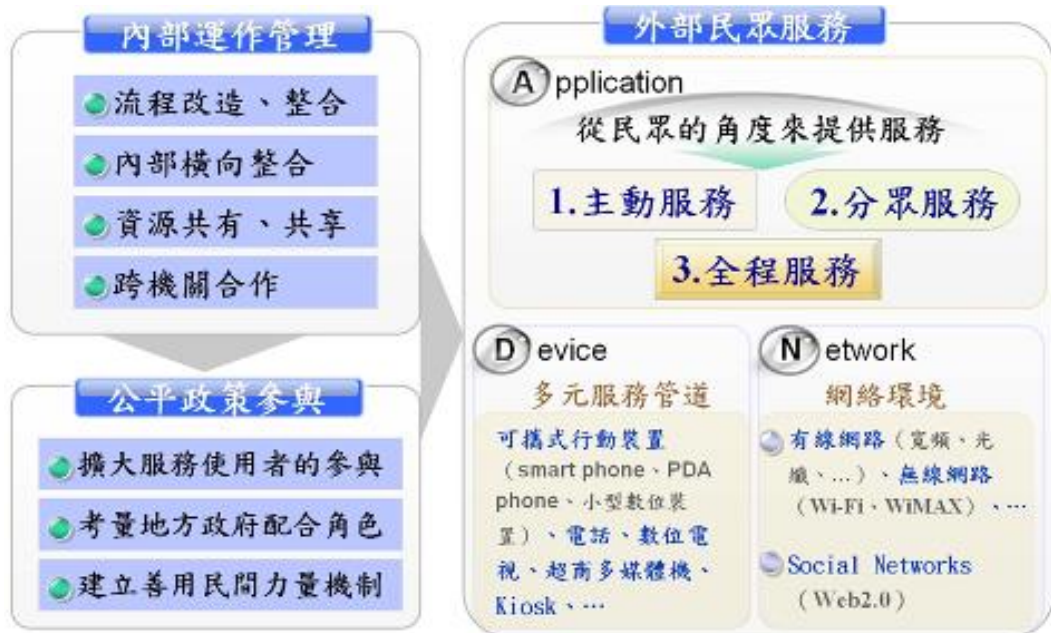 內部運作管理
流程改造、整合
內部橫向整合
資源共有、共享
跨機關合作
公平政策參與
擴大服務使用者的參與
考量地方政府配合角色
建立善用民間力量機制
外部民眾服務
Application
從民眾的角度來提供服務
1.主動服務
2.分眾服務
3.全程服務
Device
多元服務管道
可攜式行動裝置
（smart phone、PDA
phone、小型數位裝
置）、電話、數位電
視、超商多媒體機、
Kiosk、…
Network
網絡環境
有線網路（寬頻、光
纖、…）、無線網路
（Wi-Fi、WiMAX）、…
Social Networks
（Web2.0）